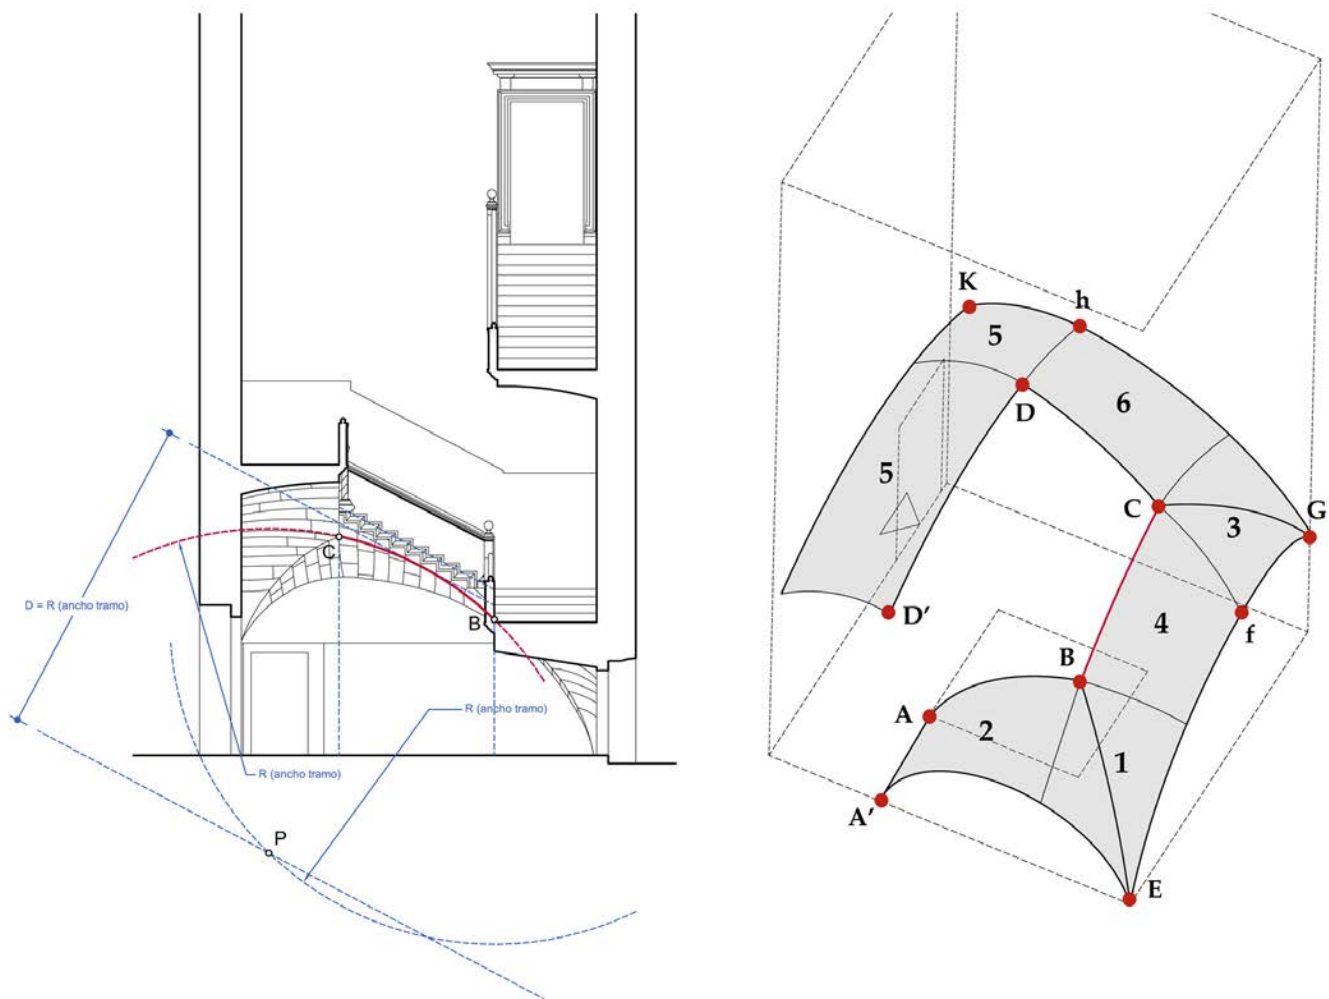 C
D = R (ancho tramo)
B
R (ancho tramo)
R (ancho tramo)
P
K
h
5
6
D
5
C
G
3
D′
4
f
B
A
2
1
A′
E